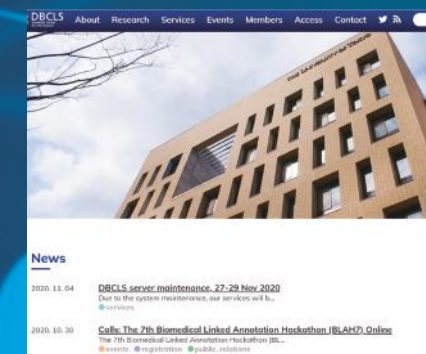 DBCLS About Research Services Events Members Access Contact
THE UNIVERSITY OF TOKYO
News
2020. 11. 04 DBCLS server maintenance, 27-29 Nov 2020
Due to the system maintenance, our services will b...
services
2020. 10. 20 Calls: The 7th Biomedical Linked Annotation Hackathon (BLAH7) Online
The 7th Biomedical Linked Annotation Hackathon (BL...
events registration public_relations